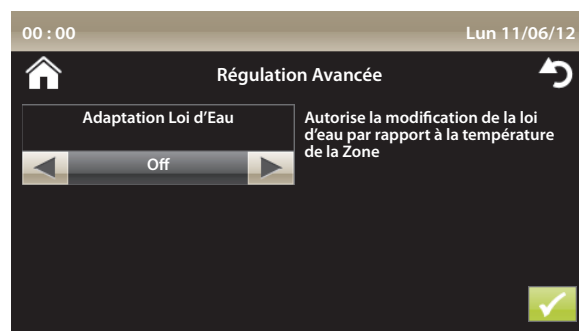 00 : 00
Lun 11/06/12
Régulation Avancée
Adaptation Loi d'Eau
Off
Autorise la modification de la loi
d'eau par rapport à la température
de la Zone